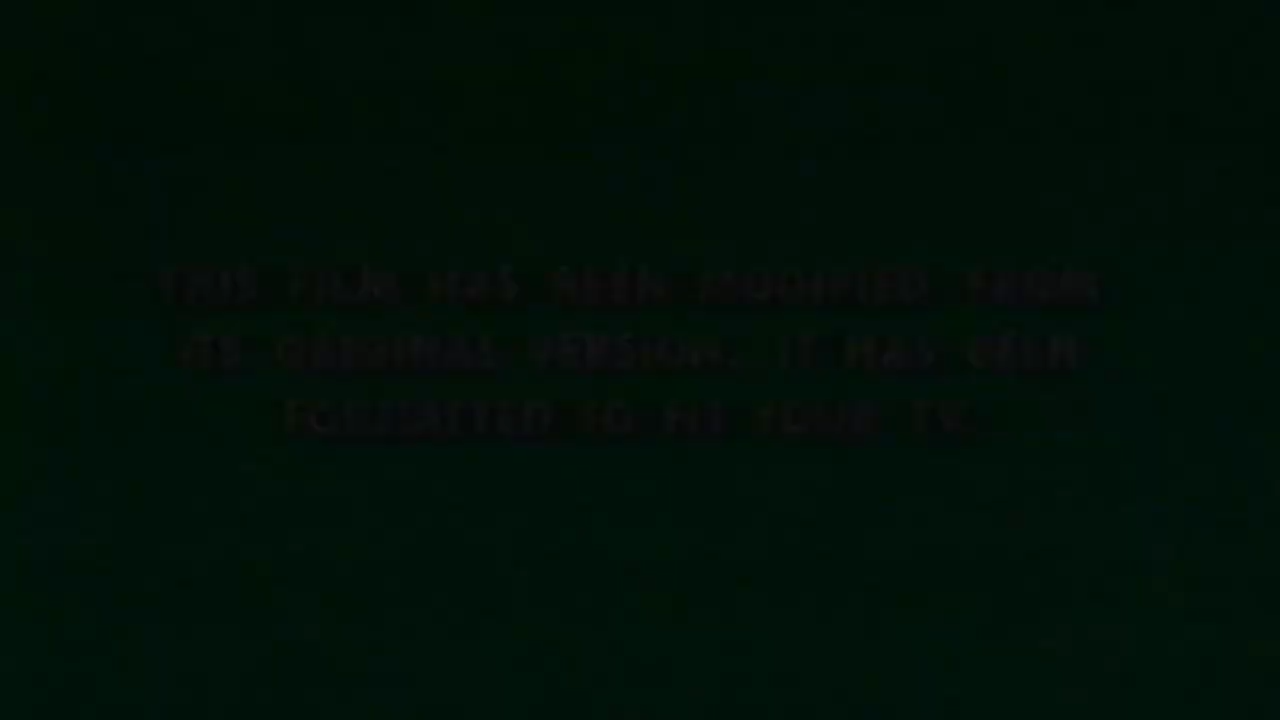 THIS FILM HAS BEEN MODIFIED FROM
ITS ORIGINAL VERSION. IT HAS BEEN
FORMATTED TO FIT YOUR TV.